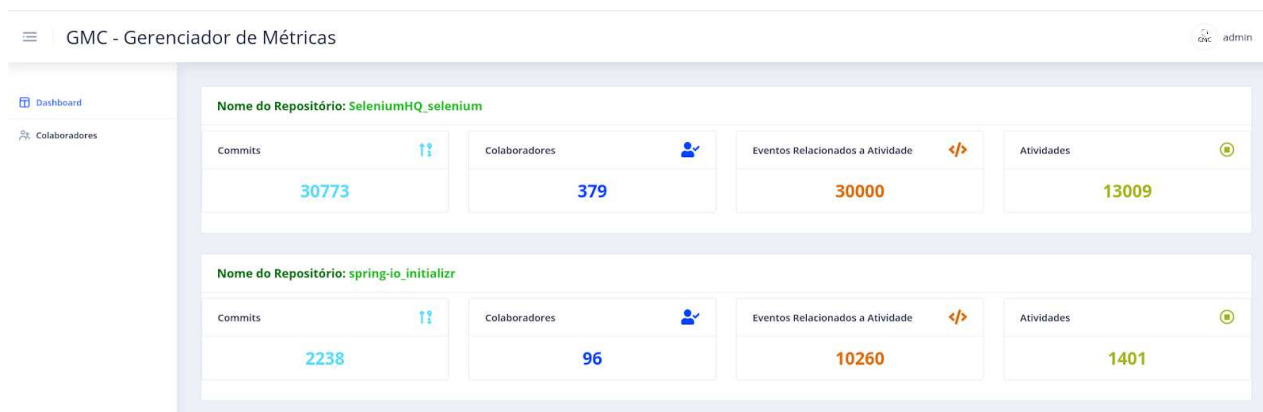 GMC - Gerenciador de Métricas
GMC
admin
Dashboard
Colaboradores
Nome do Repositório: SeleniumHQ_selenium
Commits
Colaboradores
Eventos Relacionados a Atividade
Atividades
30773
379
30000
13009
Nome do Repositório: spring-io_initializr
Commits
Colaboradores
Eventos Relacionados a Atividade
Atividades
2238
96
10260
1401